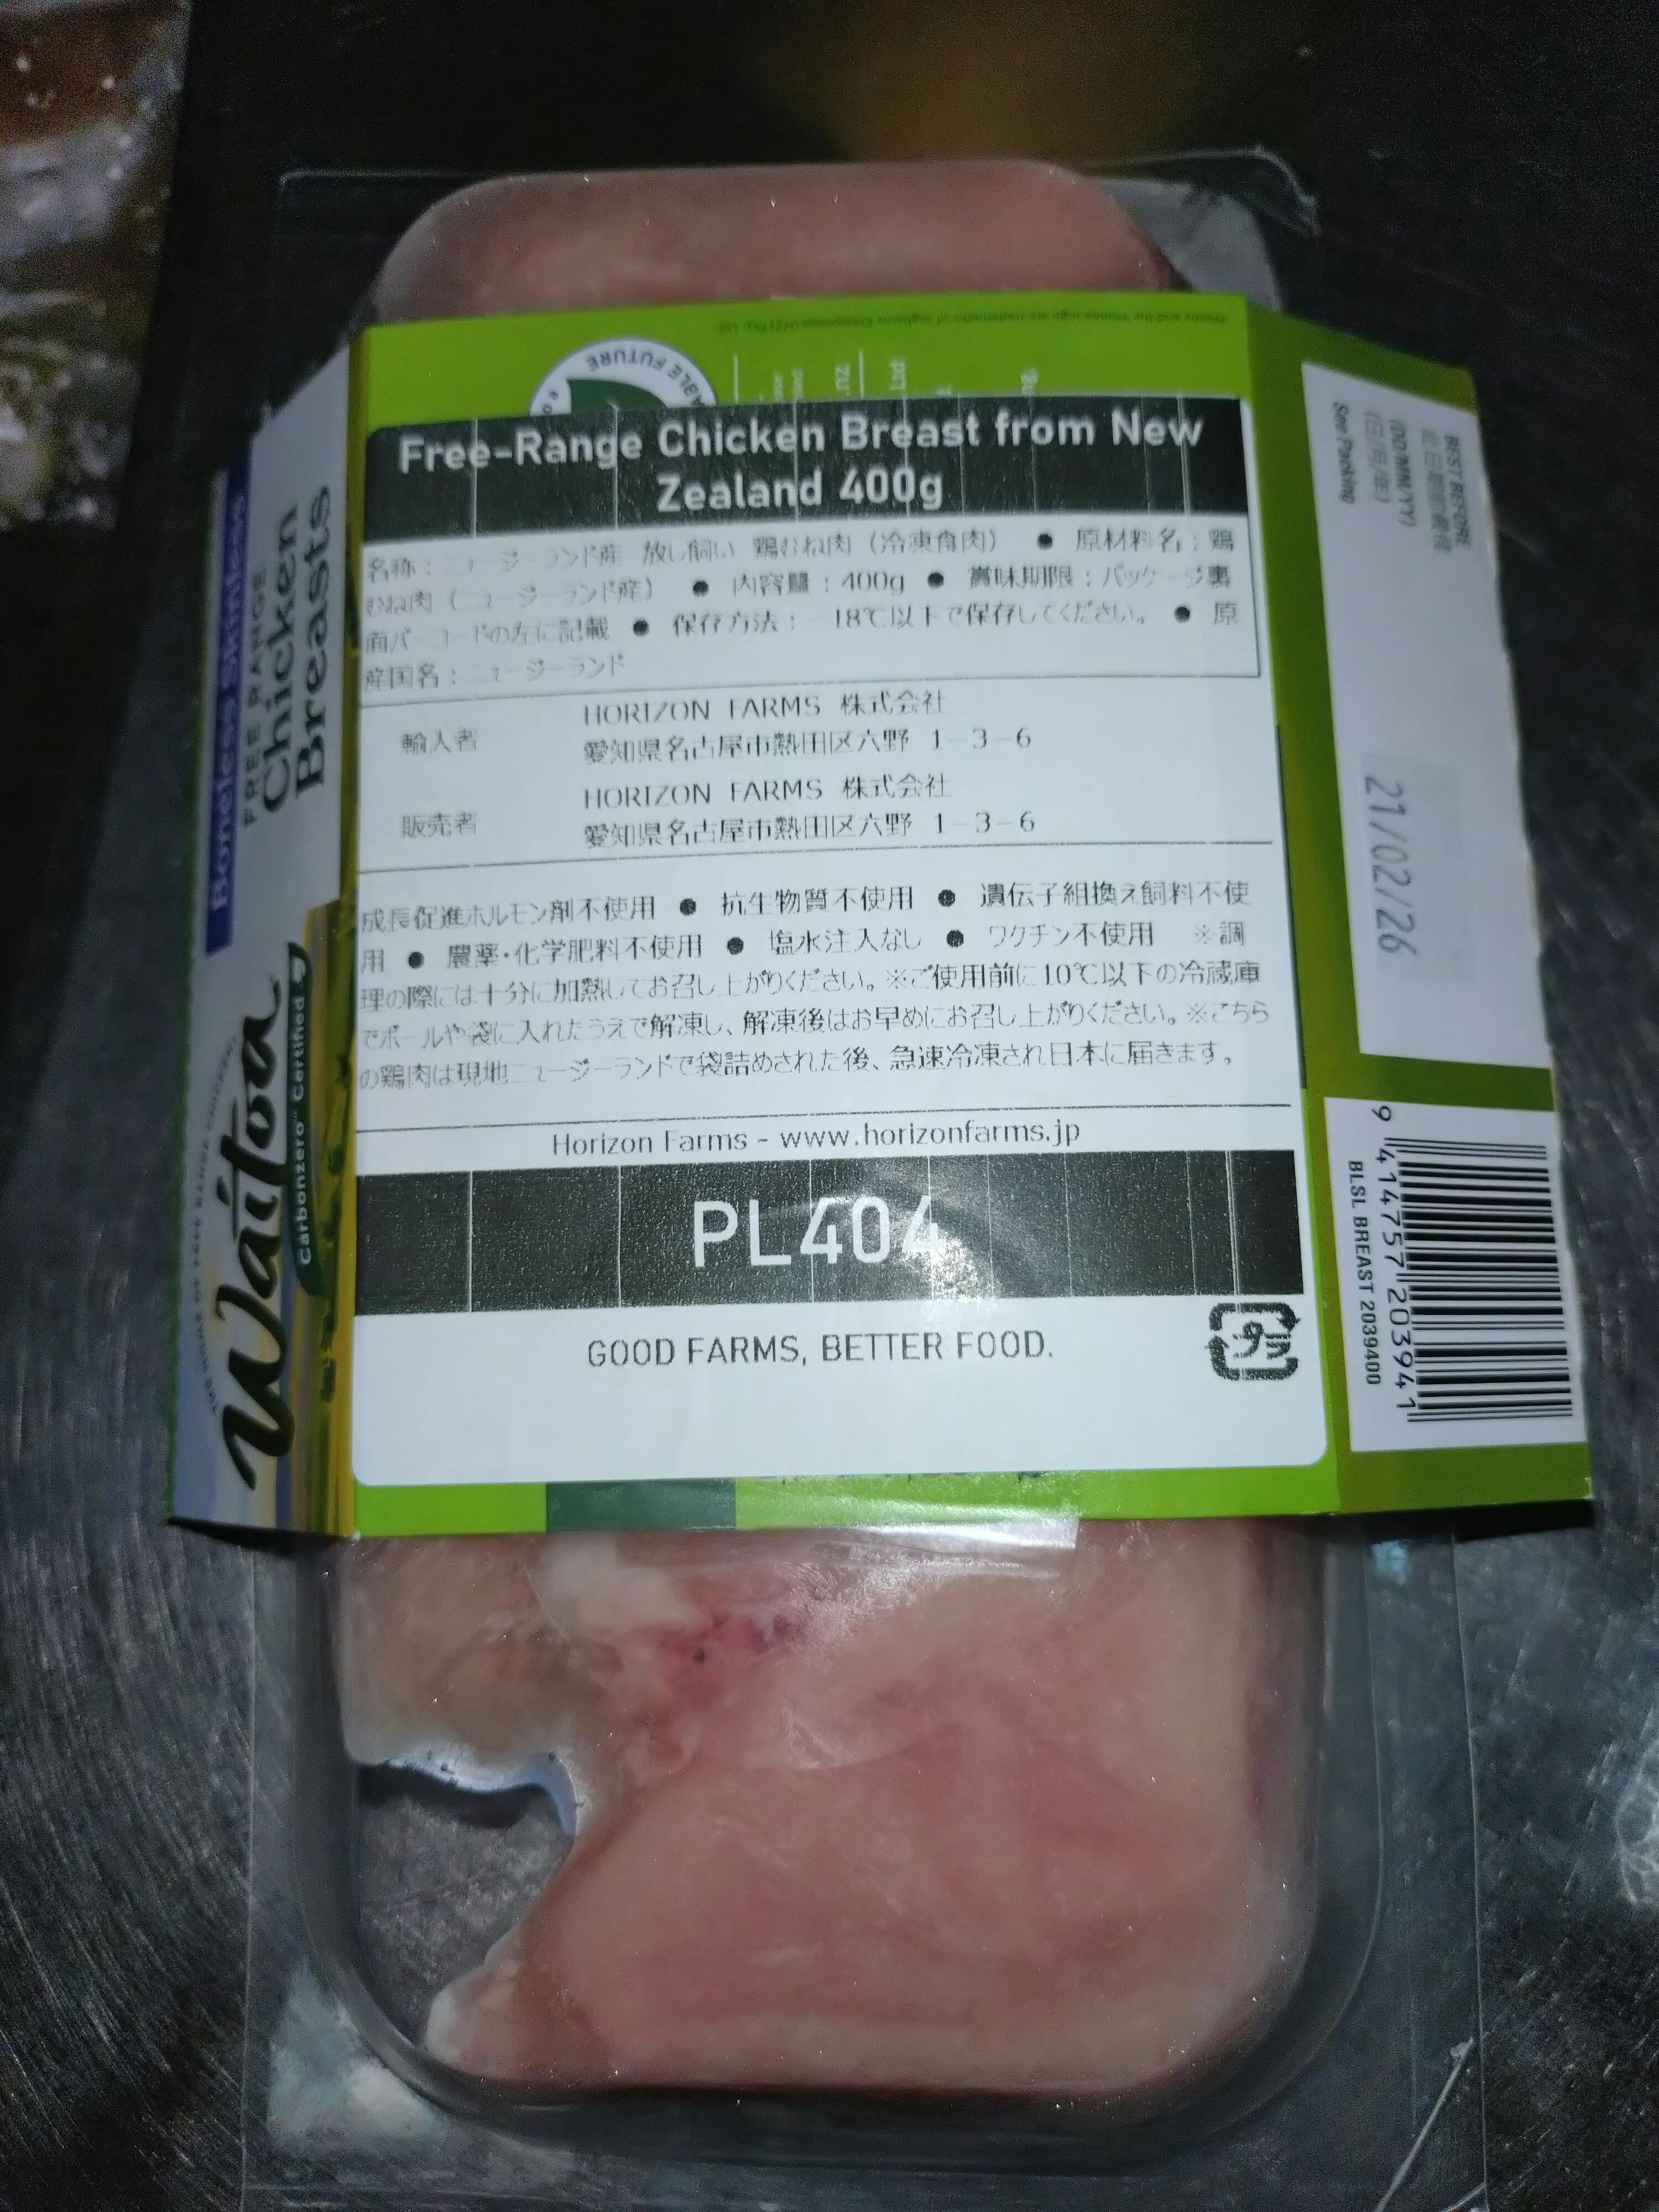 ABLE FUTURE
Free-Range Chicken Breast from New
Zealand 400g
名称：ニュージーランド産 放し飼い 鶏むね肉（冷凍食肉） ● 原材料名：鶏
むね肉（ニュージーランド産） ● 内容量：400g ● 賞味期限：パッケージ裏
面バーコードの左に記載 ● 保存方法：－18℃以下で保存してください。 ● 原
産国名：ニュージーランド
輸入者
HORIZON FARMS 株式会社
愛知県名古屋市熱田区六野 1-3-6
販売者
HORIZON FARMS 株式会社
愛知県名古屋市熱田区六野 1-3-6
成長促進ホルモン剤不使用 ● 抗生物質不使用 ● 遺伝子組換え飼料不使
用 ● 農薬・化学肥料不使用 ● 塩水注入なし ● ワクチン不使用 ※調
理の際には十分に加熱してお召し上がりください。※ご使用前に10℃以下の冷蔵庫
でボールや袋に入れたうえで解凍し、解凍後はお早めにお召し上がりください。※こちら
の鶏肉は現地ニュージーランドで袋詰めされた後、急速冷凍され日本に届きます。
Horizon Farms - www.horizonfarms.jp
PL404
GOOD FARMS, BETTER FOOD.
プラ
Boneless Skinless
FREE RANGE
Chicken
Breasts
Waitoa
Carbonzero™ Certified
BEST BEFORE
(DD/MM/YY)
(日/月/年)
See Packing
21/02/26
9 414757 203941
BLSL BREAST 2039400